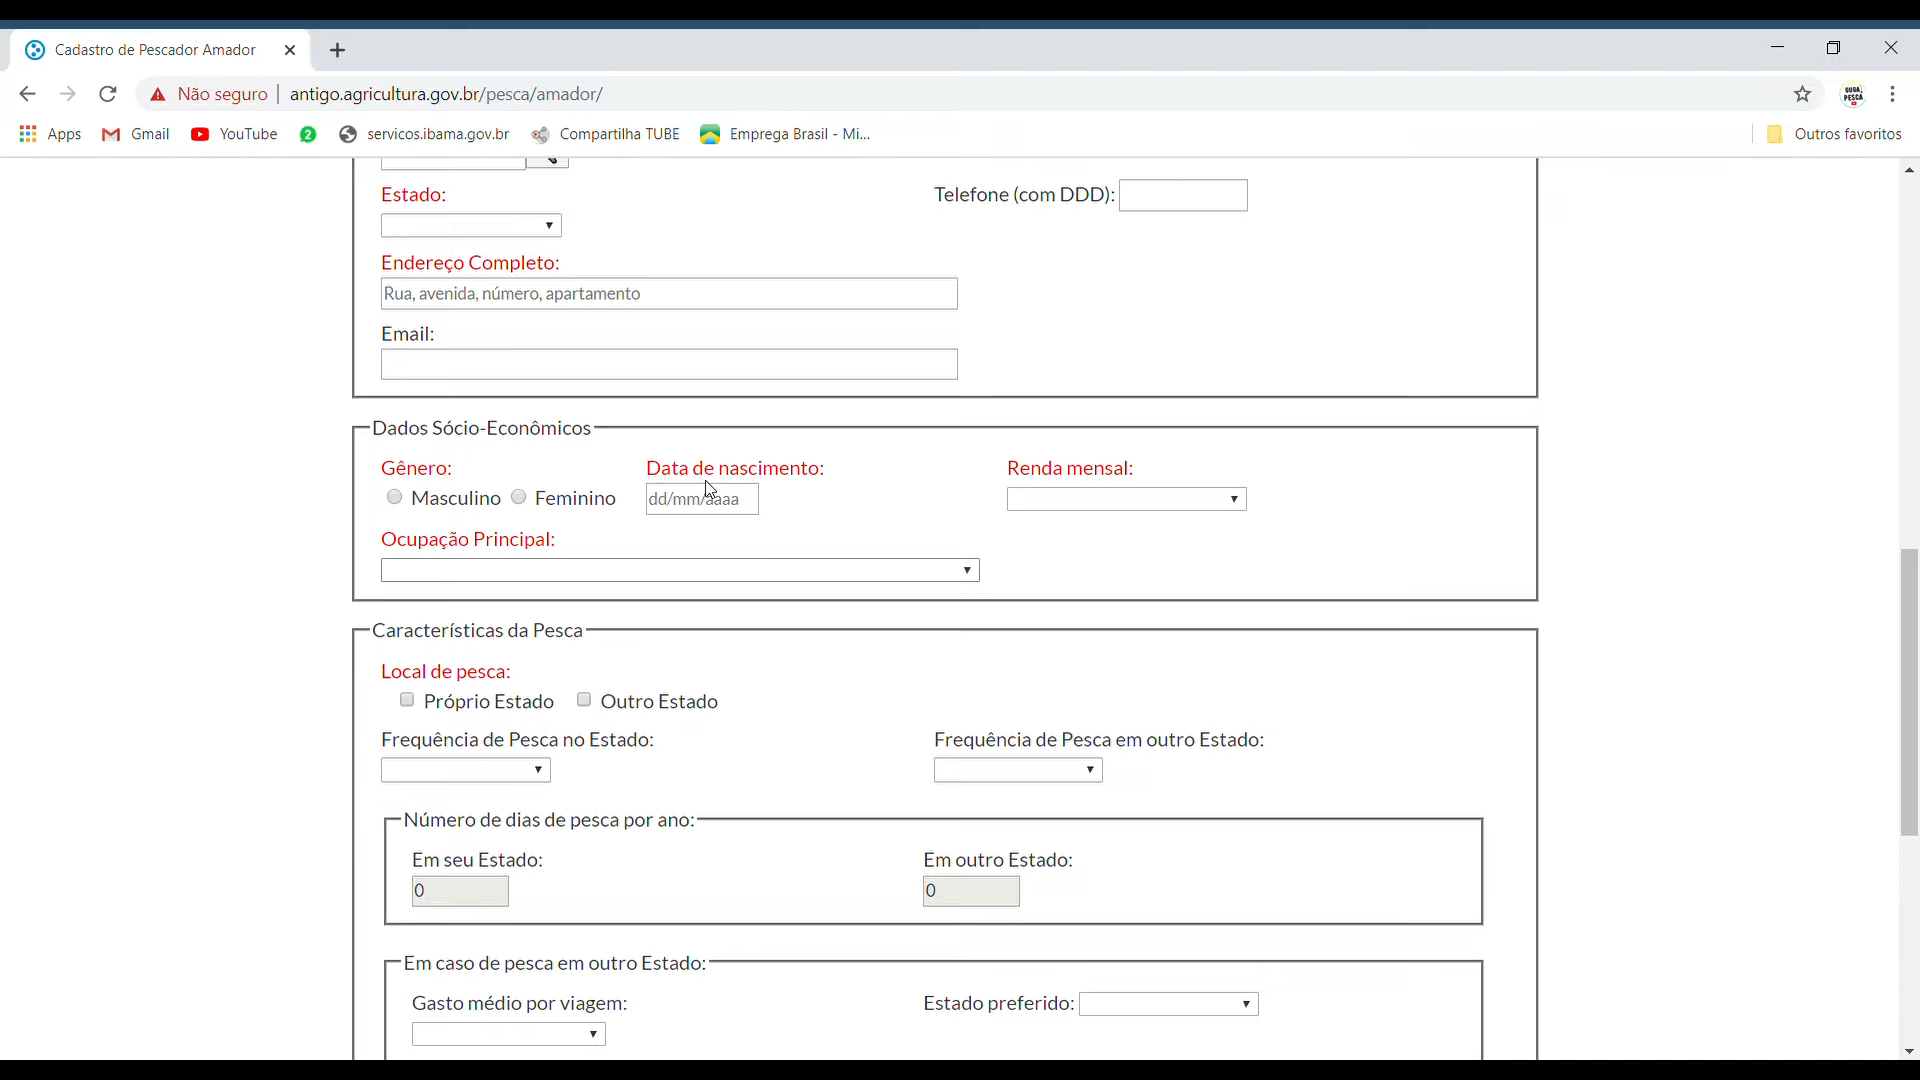 Cadastro de Pescador Amador
Não seguro antigo.agricultura.gov.br/pesca/amador/
GUGA PESCA
Apps Gmail YouTube 2 servicos.ibama.gov.br Compartilha TUBE Emprega Brasil - Mi... Outros favoritos
Estado: Telefone (com DDD):
Endereço Completo:
Rua, avenida, número, apartamento
Email:
Dados Sócio-Econômicos
Gênero: Data de nascimento: Renda mensal:
Masculino Feminino dd/mm/aaaa
Ocupação Principal:
Características da Pesca
Local de pesca:
Próprio Estado Outro Estado
Frequência de Pesca no Estado: Frequência de Pesca em outro Estado:
Número de dias de pesca por ano:
Em seu Estado: Em outro Estado:
0 0
Em caso de pesca em outro Estado:
Gasto médio por viagem: Estado preferido: